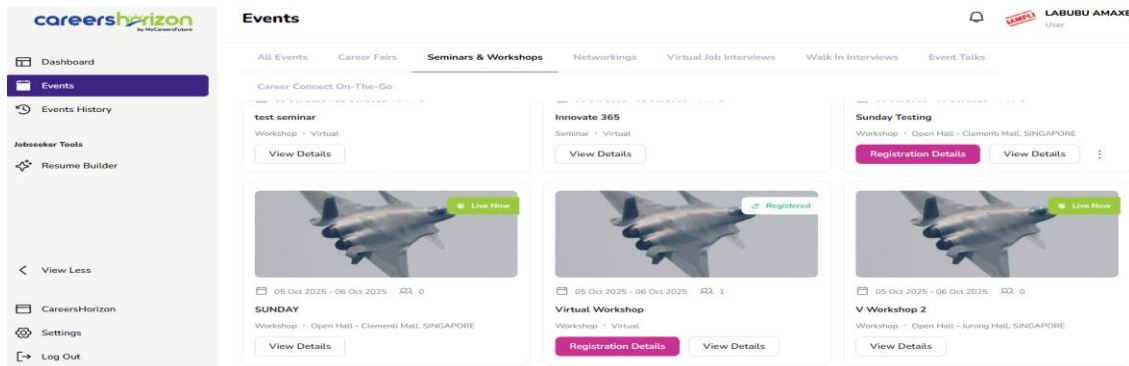 careershorizon
by MyCareersFuture
Dashboard
Events
Events History
Jobseeker Tools
Resume Builder
View Less
CareersHorizon
Settings
Log Out
Events
SAMPLE
LABUBU AMAXE
User
All Events Career Fairs Seminars & Workshops Networkings Virtual Job Interviews Walk In Interviews Event Talks
Career Connect On-The-Go
test seminar
Workshop · Virtual
View Details
Innovate 365
Seminar · Virtual
View Details
Sunday Testing
Workshop · Open Hall - Clementi Mall, SINGAPORE
Registration Details View Details
Live Now
05 Oct 2025 - 06 Oct 2025 0
SUNDAY
Workshop · Open Hall - Clementi Mall, SINGAPORE
View Details
Registered
05 Oct 2025 - 06 Oct 2025 1
Virtual Workshop
Workshop · Virtual
Registration Details View Details
Live Now
05 Oct 2025 - 06 Oct 2025 0
V Workshop 2
Workshop · Open Hall - Jurong Hall, SINGAPORE
View Details